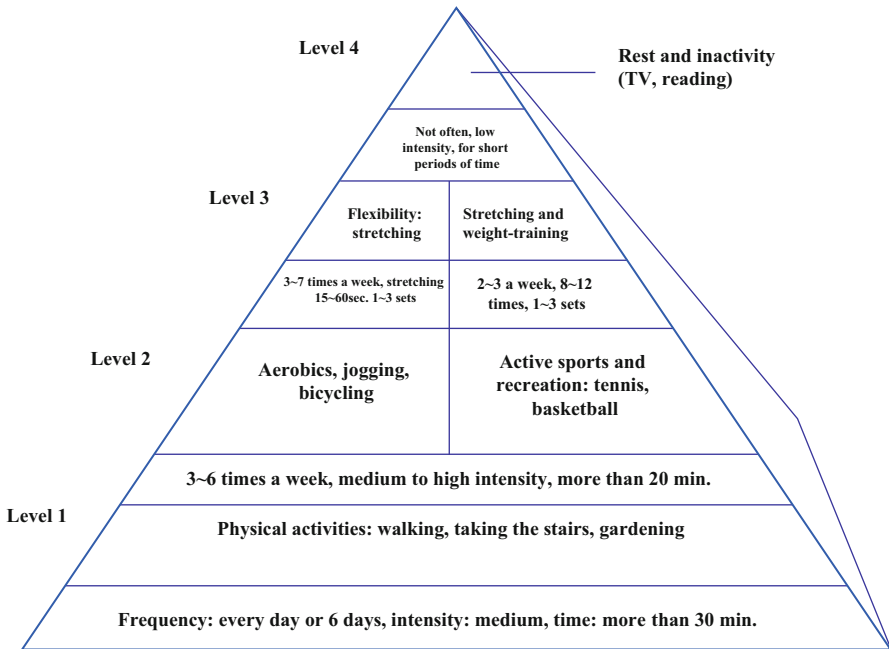 Level 4
Rest and inactivity
(TV, reading)
Not often, low
intensity, for short
periods of time
Level 3
Flexibility:
stretching
Stretching and
weight-training
3~7 times a week, stretching
15~60sec. 1~3 sets
2~3 a week, 8~12
times, 1~3 sets
Level 2
Aerobics, jogging,
bicycling
Active sports and
recreation: tennis,
basketball
3~6 times a week, medium to high intensity, more than 20 min.
Level 1
Physical activities: walking, taking the stairs, gardening
Frequency: every day or 6 days, intensity: medium, time: more than 30 min.